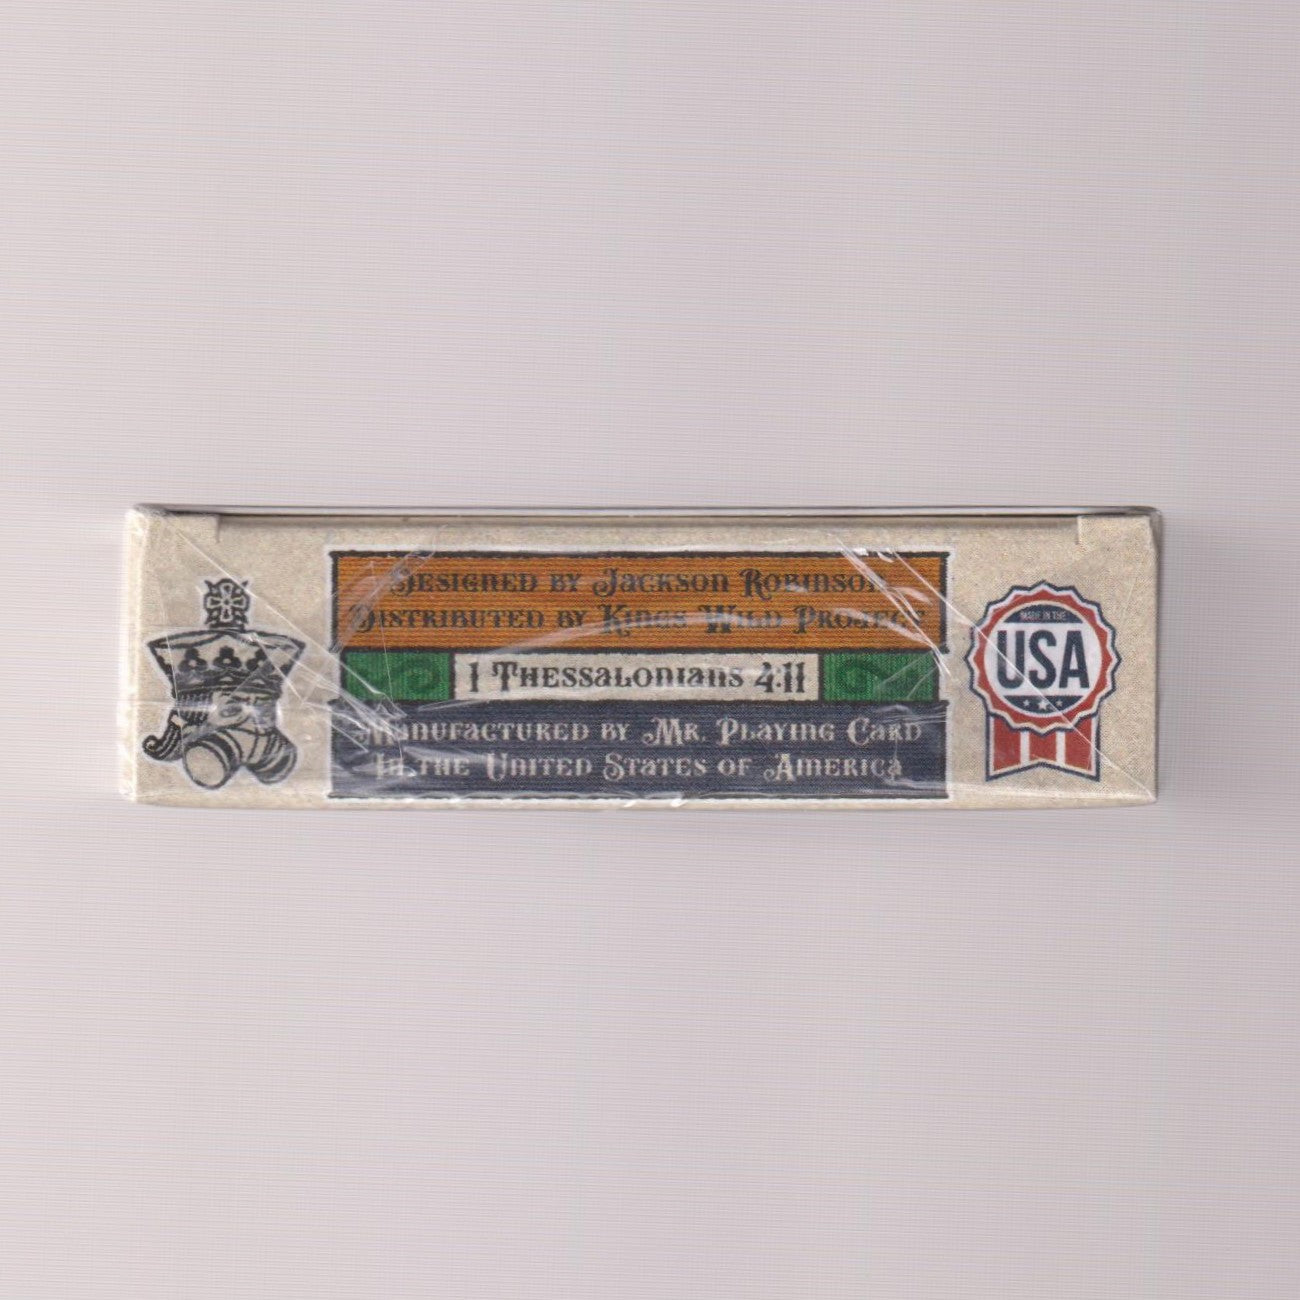 Designed by Jackson Robinson
Distributed by Kings Wild Project
1 Thessalonians 4:11
Manufactured by Mr. Playing Card
In the United States of America
MADE IN THE
USA